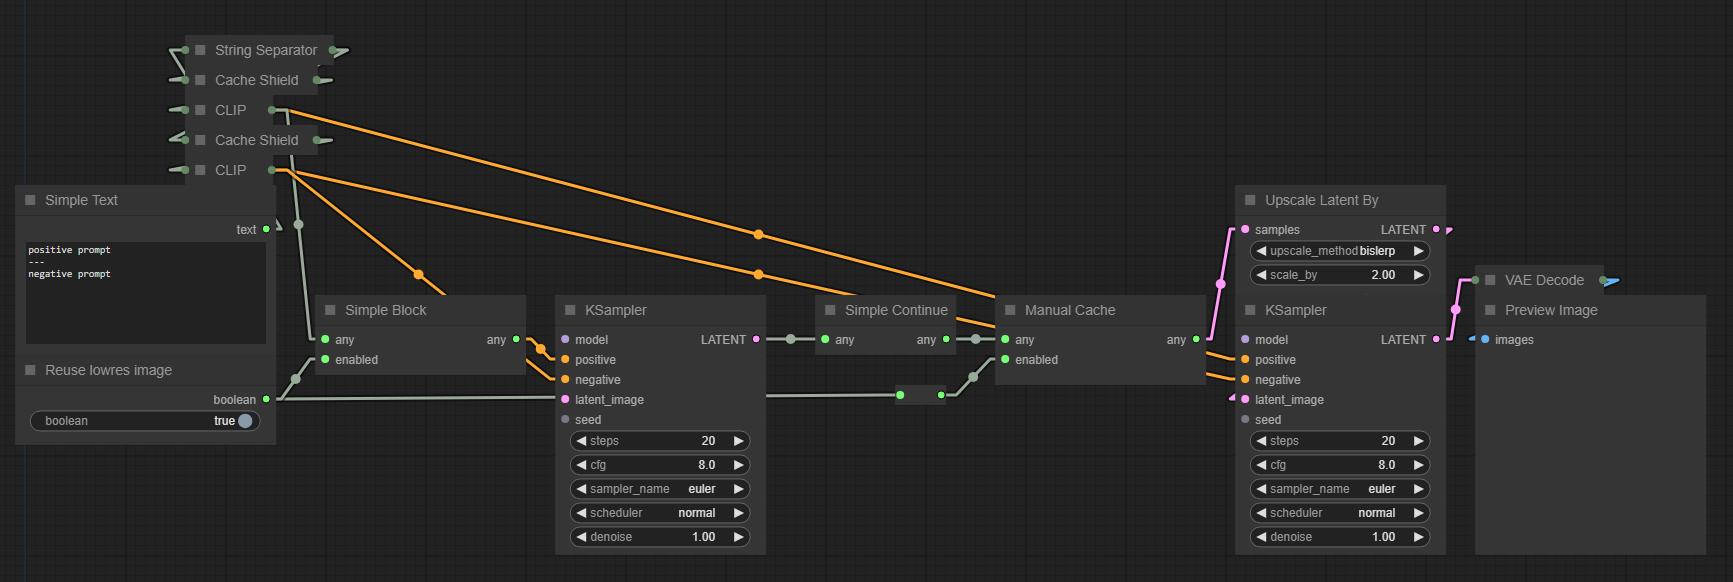 String Separator
Cache Shield
CLIP
Cache Shield
CLIP
Simple Text
text
positive prompt
---
negative prompt
Reuse lowres image
boolean
boolean true
Simple Block
any any
enabled
KSampler
model LATENT
positive
negative
latent_image
seed
steps 20
cfg 8.0
sampler_name euler
scheduler normal
denoise 1.00
Simple Continue
any any
Manual Cache
any any
enabled
Upscale Latent By
samples LATENT
upscale_method bislerp
scale_by 2.00
KSampler
model LATENT
positive
negative
latent_image
seed
steps 20
cfg 8.0
sampler_name euler
scheduler normal
denoise 1.00
VAE Decode
Preview Image
images